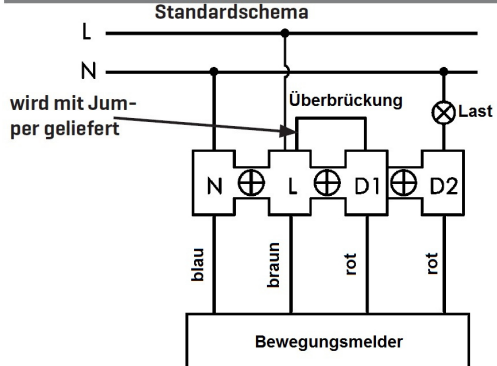 Standardschema
L
N
wird mit Jum-
per geliefert
Überbrückung
Last
N L D1 D2
blau braun rot rot
Bewegungsmelder